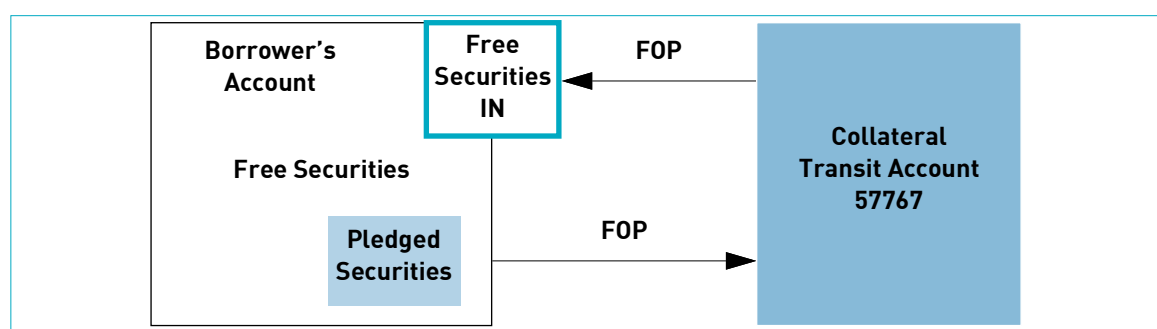 Borrower's
Account
Free
Securities
IN
FOP
Free Securities
Collateral
Transit Account
57767
Pledged
Securities
FOP